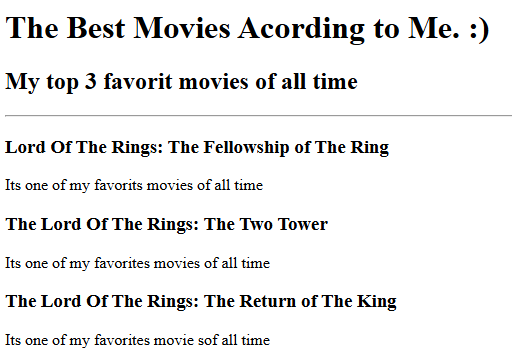 The Best Movies Acording to Me. :)
My top 3 favorit movies of all time
Lord Of The Rings: The Fellowship of The Ring
Its one of my favorits movies of all time
The Lord Of The Rings: The Two Tower
Its one of my favorites movies of all time
The Lord Of The Rings: The Return of The King
Its one of my favorites movie sof all time